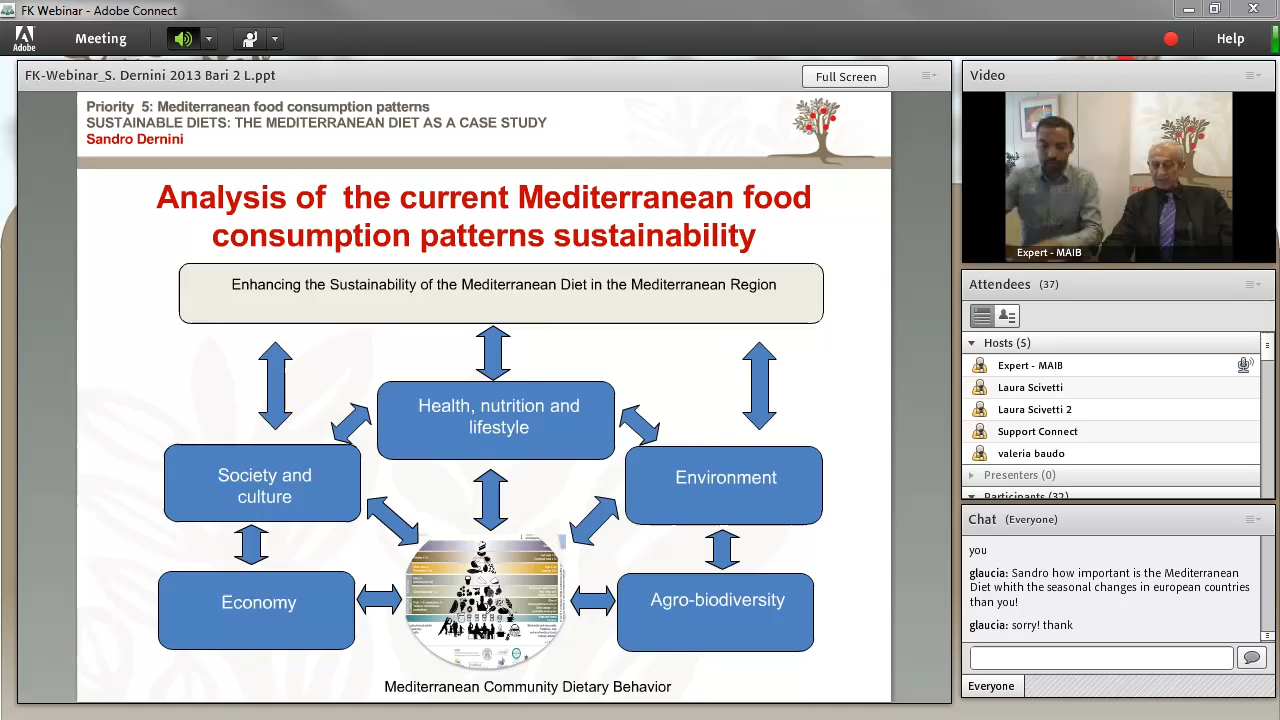 FK Webinar - Adobe Connect
Adobe
Meeting
Help
FK-Webinar_S. Dernini 2013 Bari 2 L.ppt
Full Screen
Priority 5: Mediterranean food consumption patterns
SUSTAINABLE DIETS: THE MEDITERRANEAN DIET AS A CASE STUDY
Sandro Dernini
Analysis of the current Mediterranean food
consumption patterns sustainability
Enhancing the Sustainability of the Mediterranean Diet in the Mediterranean Region
Health, nutrition and
lifestyle
Society and
culture
Environment
Economy
Agro-biodiversity
Mediterranean Community Dietary Behavior
Video
Expert - MAIB
Attendees (37)
Hosts (5)
Expert - MAIB
Laura Scivetti
Laura Scivetti 2
Support Connect
valeria baudo
Presenters (0)
Participants (32)
Chat (Everyone)
you
glaucia: Sandro how important is the Mediterranean
Diet whith the seasonal changes in european countries
than you!
glaucia: sorry! thank
Everyone